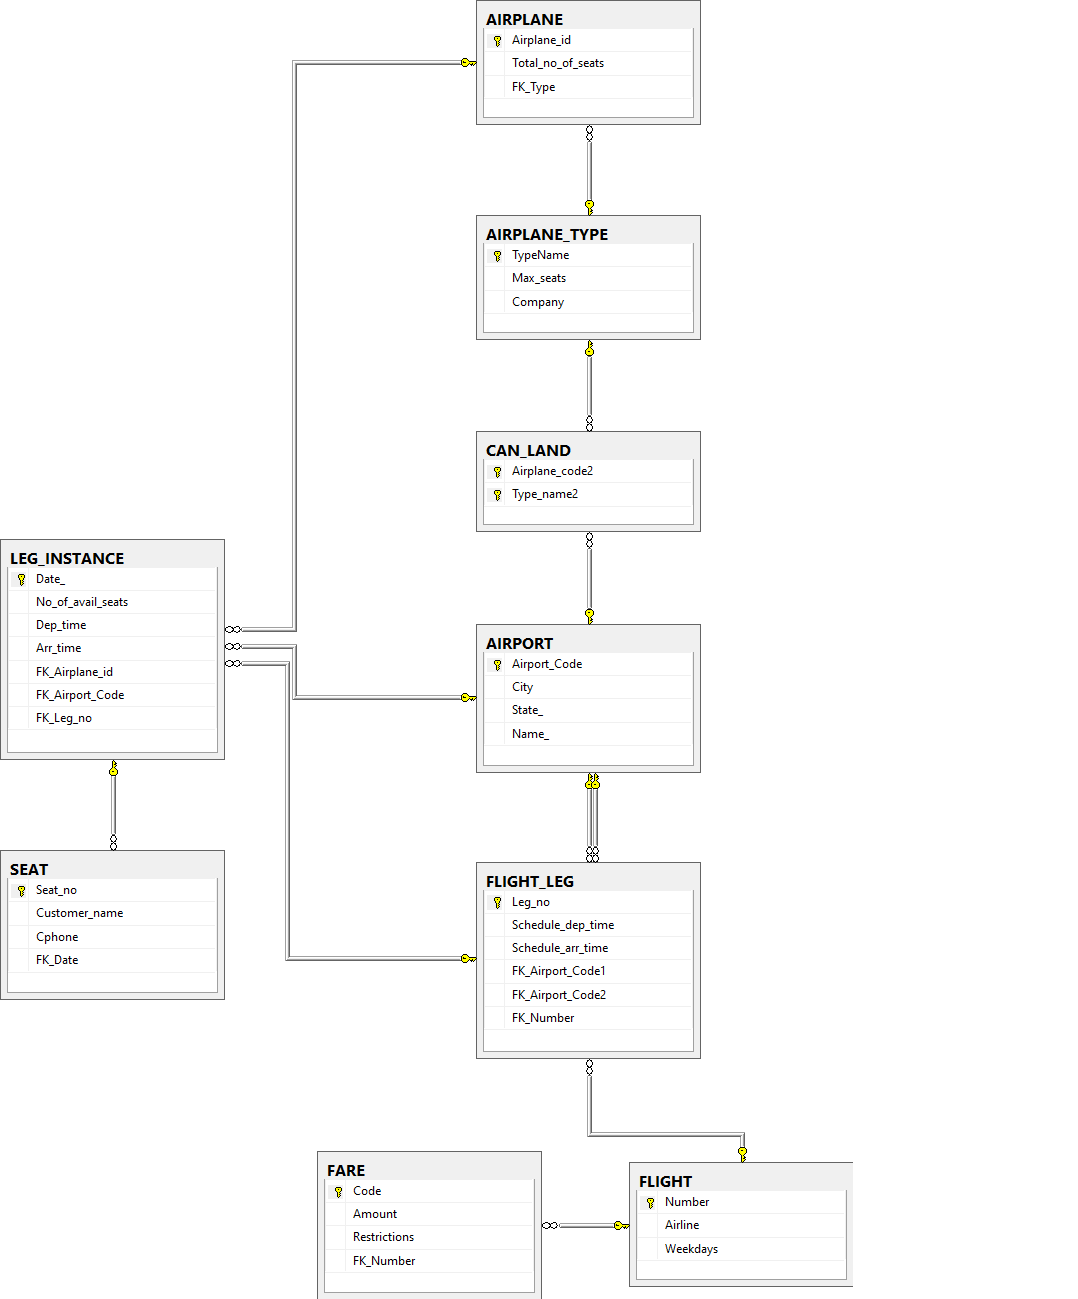 AIRPLANE
Airplane_id
Total_no_of_seats
FK_Type
AIRPLANE_TYPE
TypeName
Max_seats
Company
CAN_LAND
Airplane_code2
Type_name2
LEG_INSTANCE
Date_
No_of_avail_seats
Dep_time
Arr_time
FK_Airplane_id
FK_Airport_Code
FK_Leg_no
AIRPORT
Airport_Code
City
State_
Name_
SEAT
Seat_no
Customer_name
Cphone
FK_Date
FLIGHT_LEG
Leg_no
Schedule_dep_time
Schedule_arr_time
FK_Airport_Code1
FK_Airport_Code2
FK_Number
FARE
Code
Amount
Restrictions
FK_Number
FLIGHT
Number
Airline
Weekdays